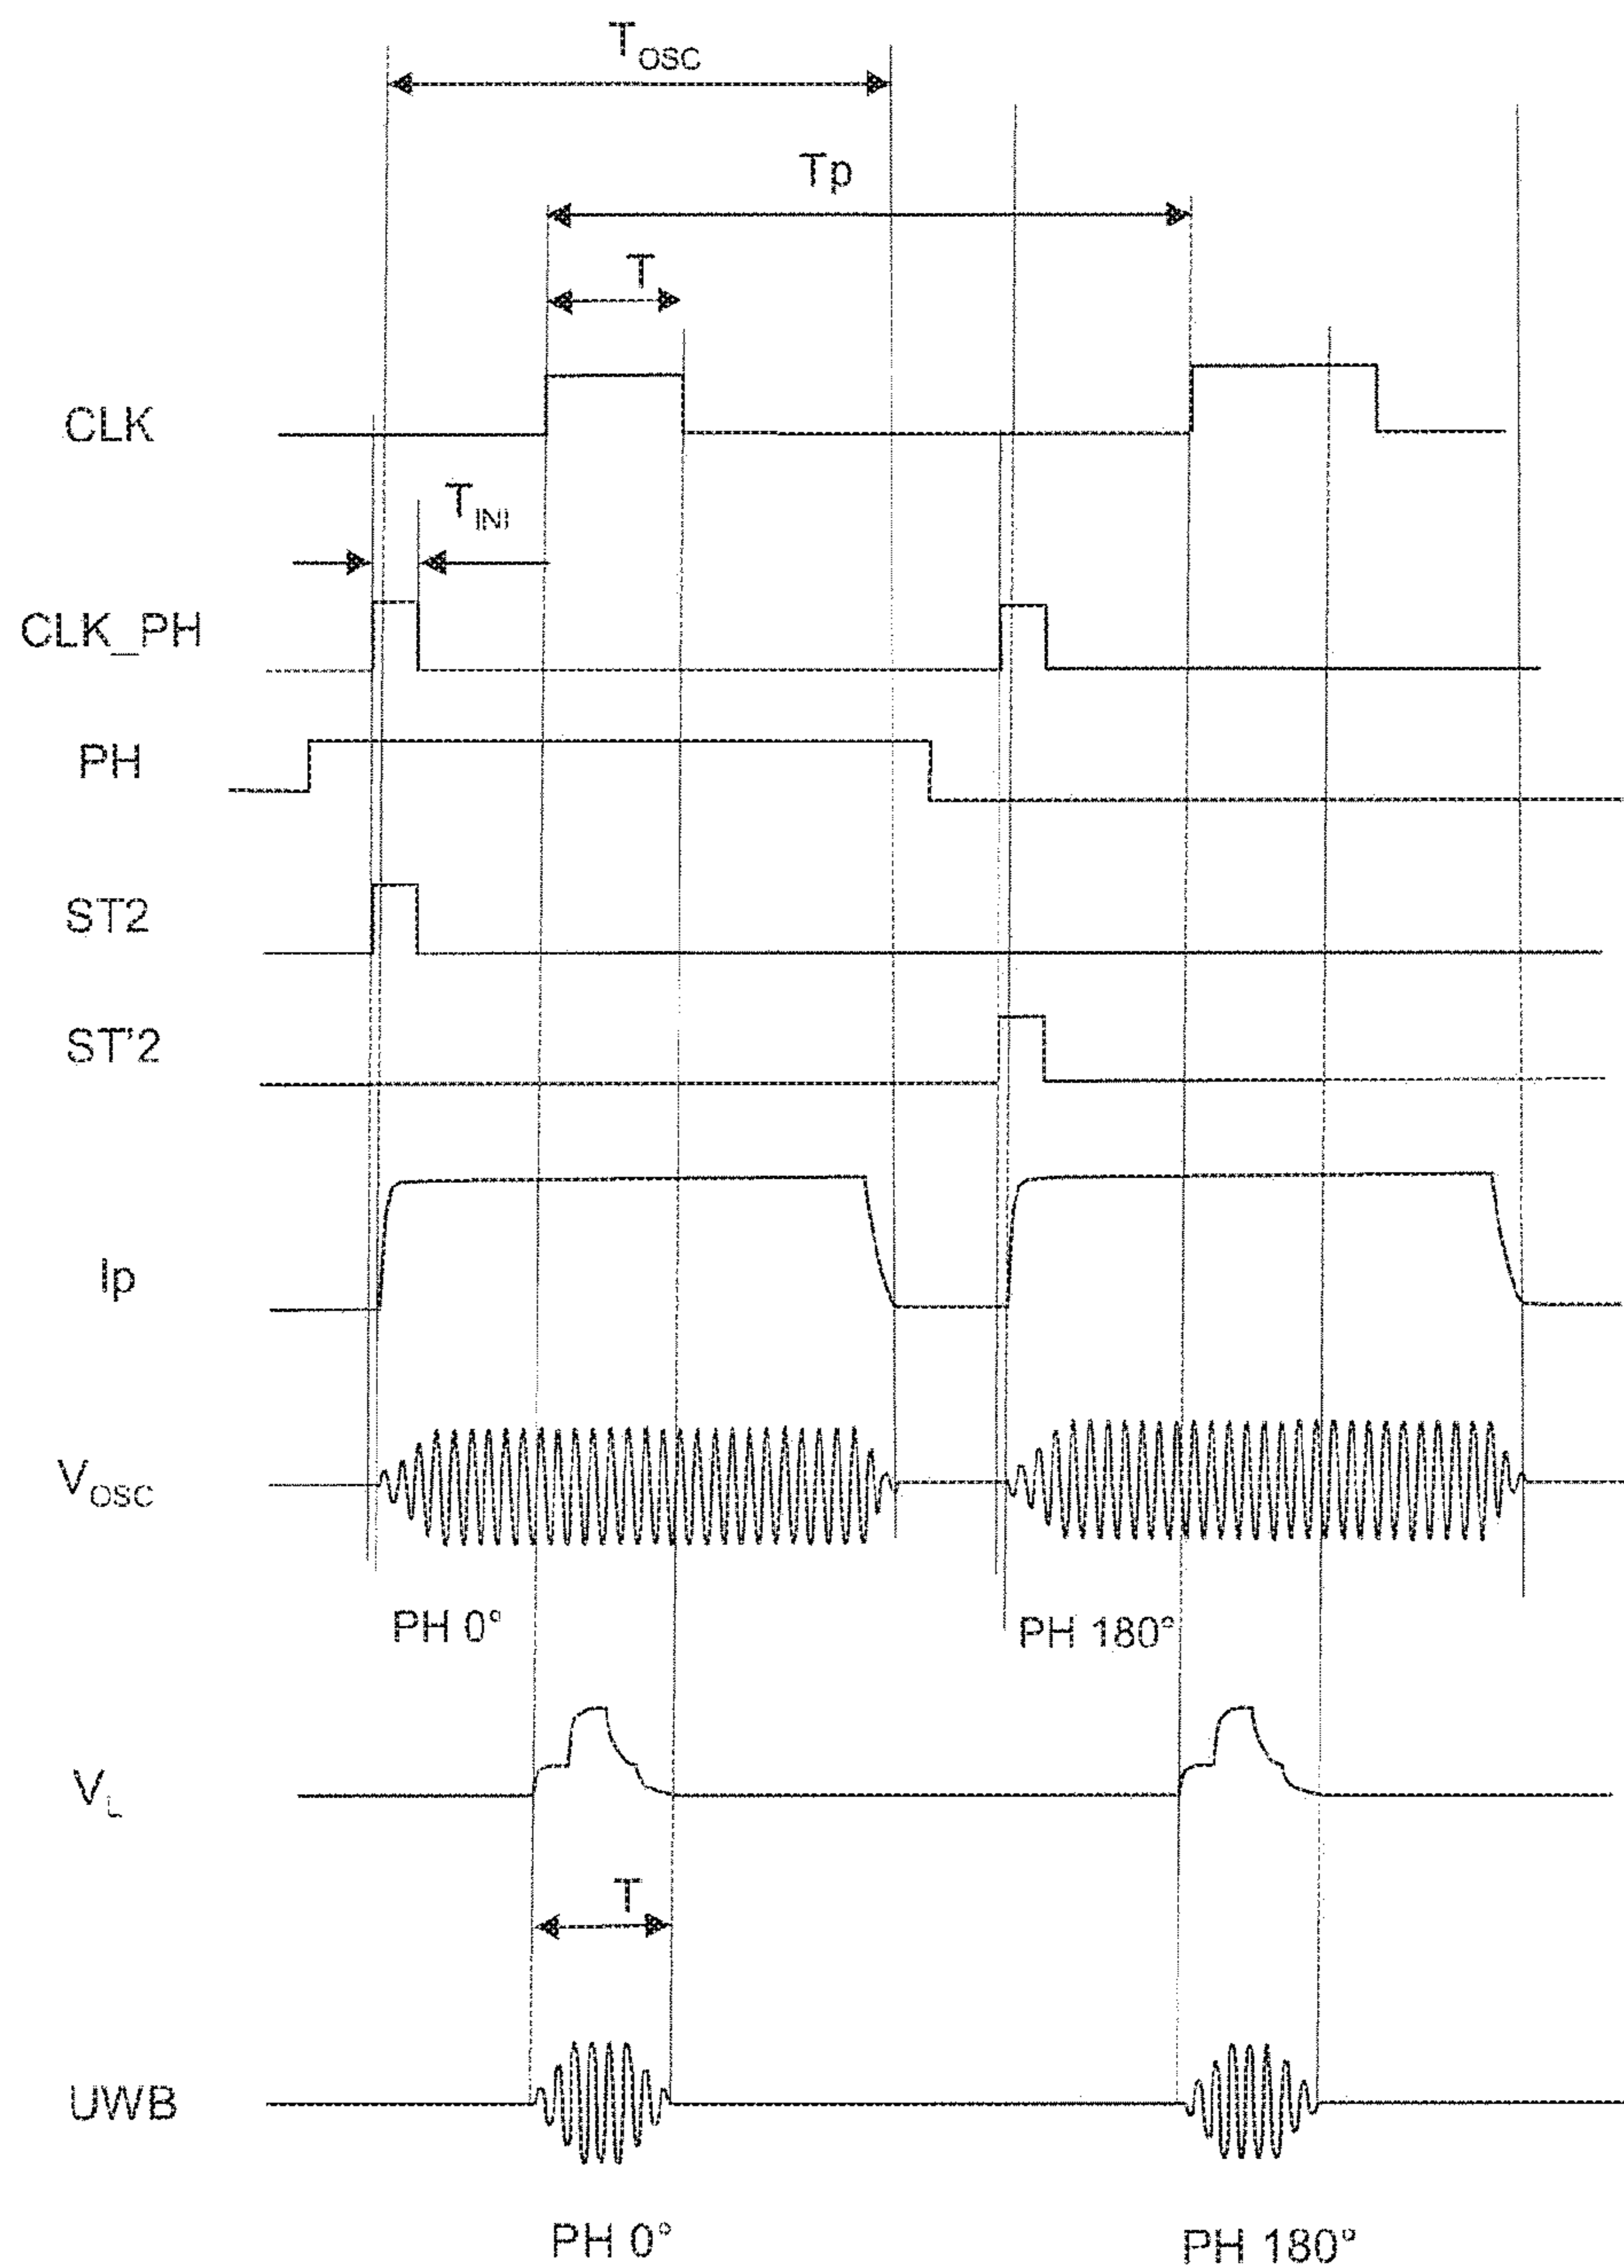 T_OSC
Tp
T
CLK
T_INI
CLK_PH
PH
ST2
ST'2
Ip
V_OSC
PH 0°
PH 180°
V_L
T
UWB
PH 0°
PH 180°